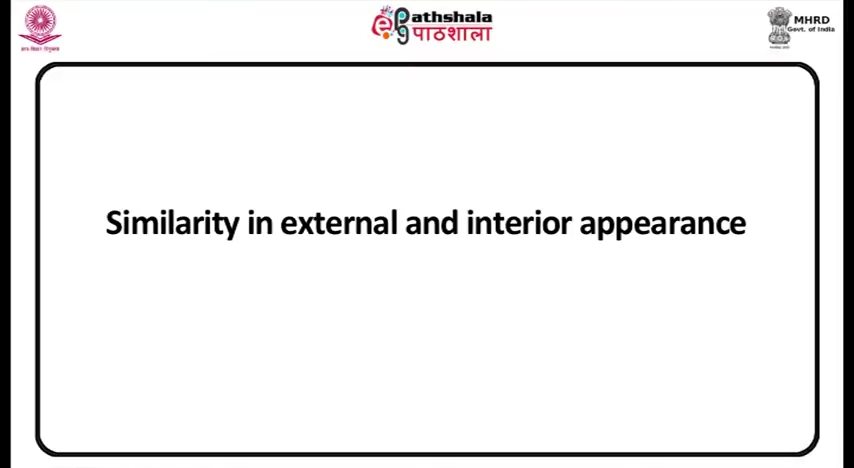 ePathshala
पाठशाला
MHRD
Govt. of India
Similarity in external and interior appearance